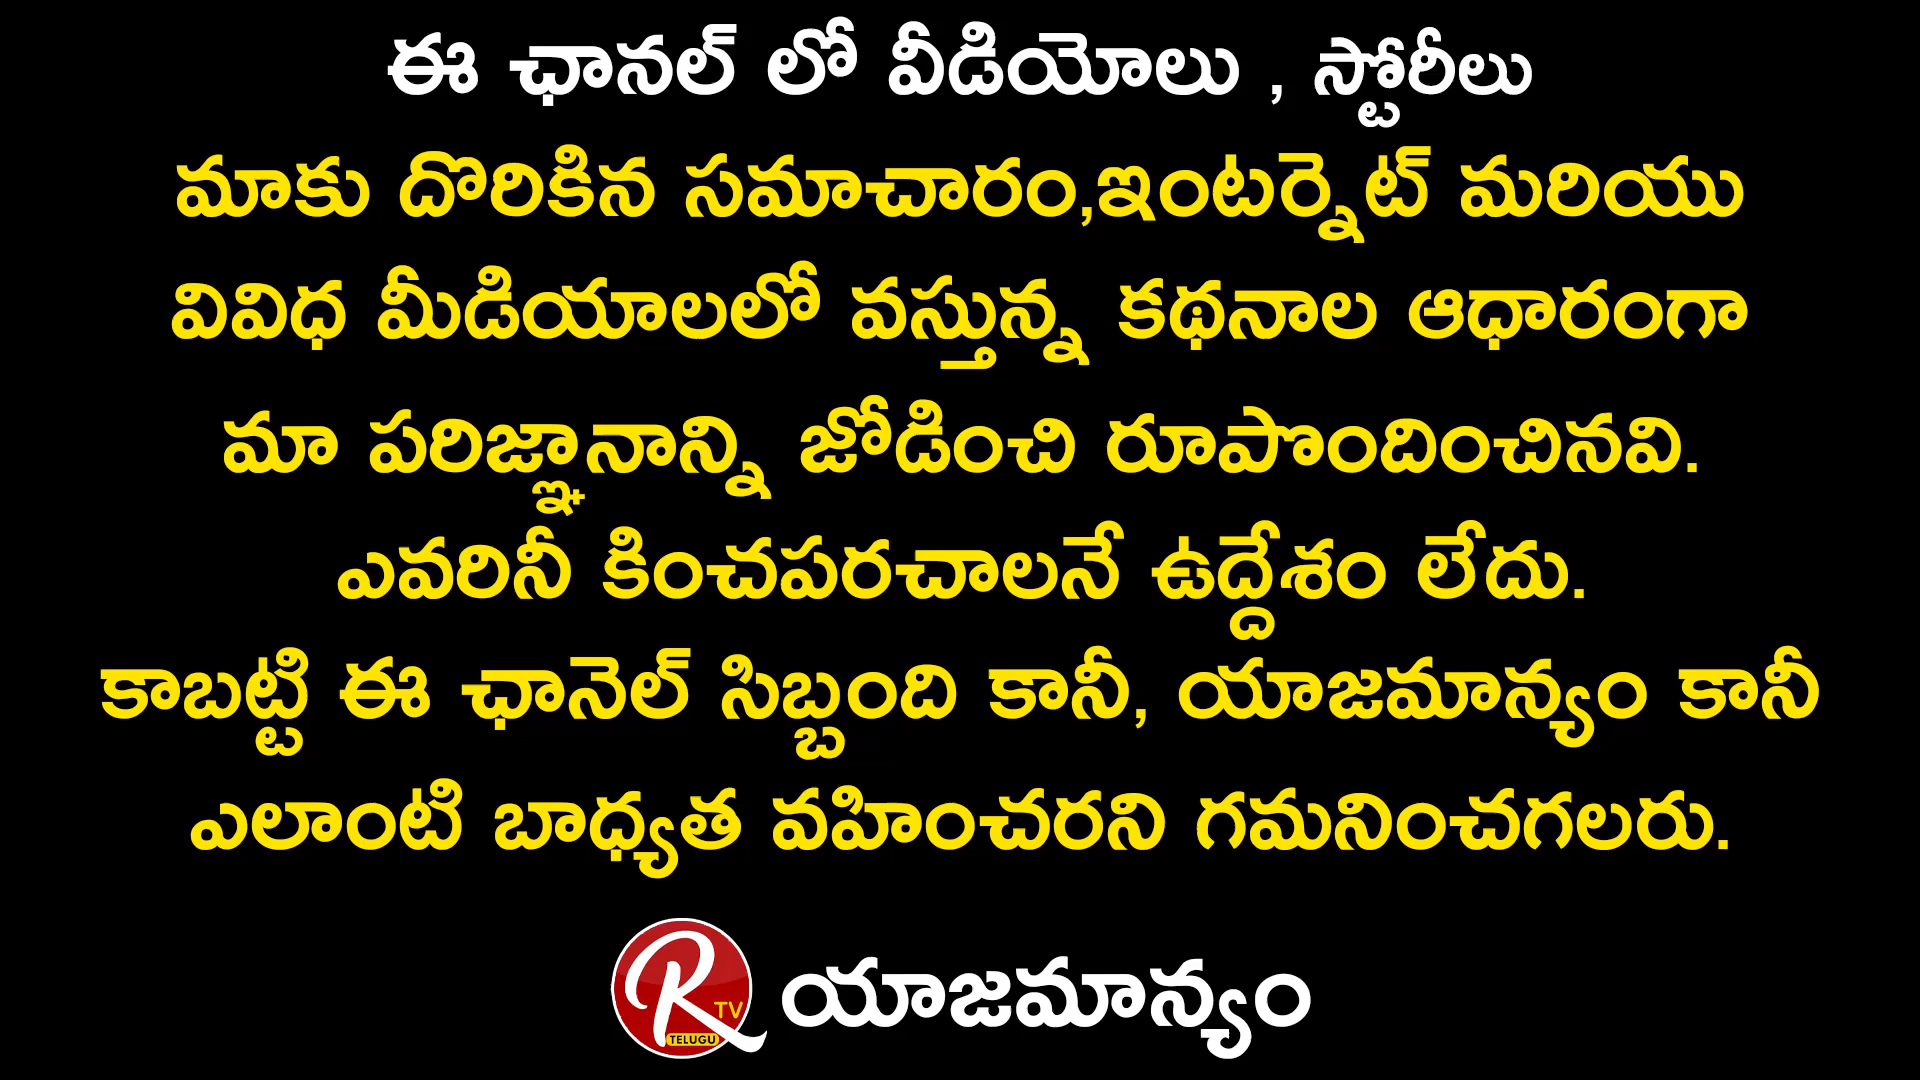 ఈ ఛానల్ లో వీడియోలు , స్టోరీలు
మాకు దొరికిన సమాచారం,ఇంటర్నెట్ మరియు
వివిధ మీడియాలలో వస్తున్న కథనాల ఆధారంగా
మా పరిజ్ఞానాన్ని జోడించి రూపొందించినవి.
ఎవరినీ కించపరచాలనే ఉద్దేశం లేదు.
కాబట్టి ఈ ఛానెల్ సిబ్బంది కానీ, యాజమాన్యం కానీ
ఎలాంటి బాధ్యత వహించరని గమనించగలరు.
R TV TELUGU యాజమాన్యం